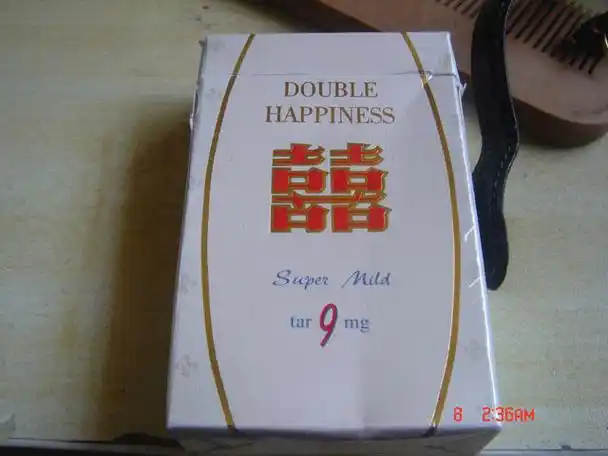 DOUBLE
HAPPINESS
囍
Super Mild
tar 9 mg
8 2:36AM